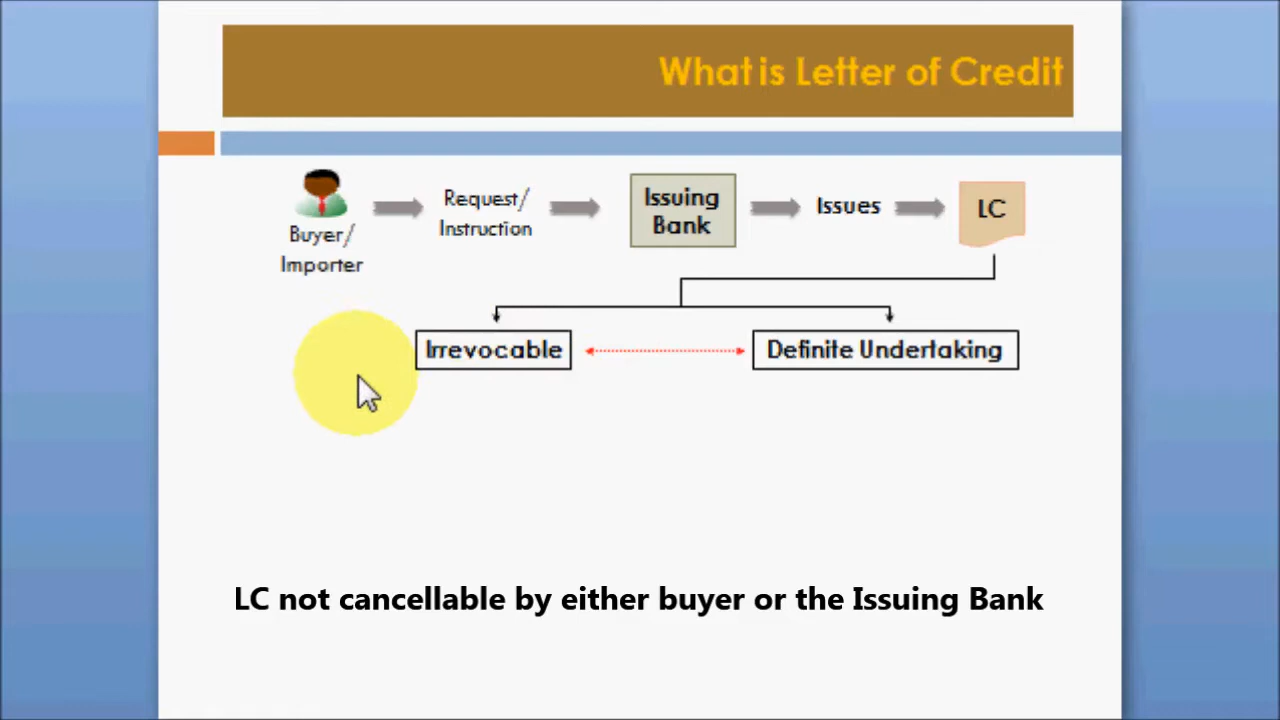 What is Letter of Credit
Buyer/
Importer
Request/
Instruction
Issuing
Bank
Issues
LC
Irrevocable
Definite Undertaking
LC not cancellable by either buyer or the Issuing Bank